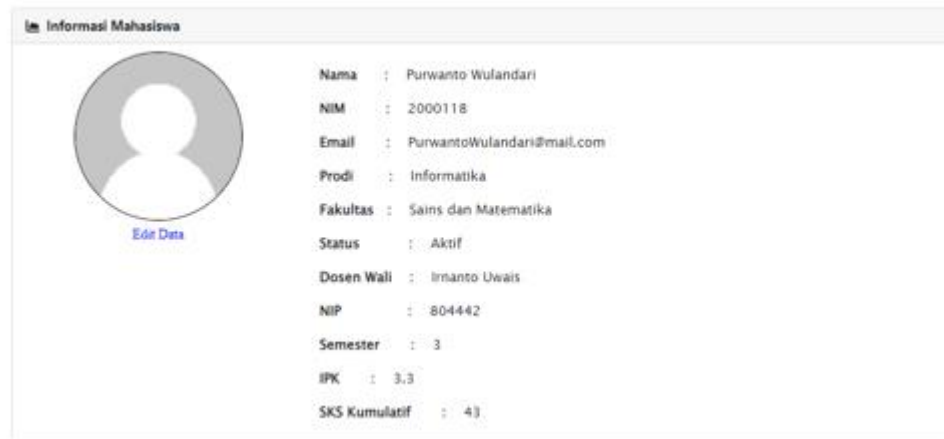 Informasi Mahasiswa
Nama : Purwanto Wulandari
NIM : 2000118
Email : PurwantoWulandari@mail.com
Prodi : Informatika
Fakultas : Sains dan Matematika
Edit Data
Status : Aktif
Dosen Wali : Irnanto Uwais
NIP : 804442
Semester : 3
IPK : 3.3
SKS Kumulatif : 43